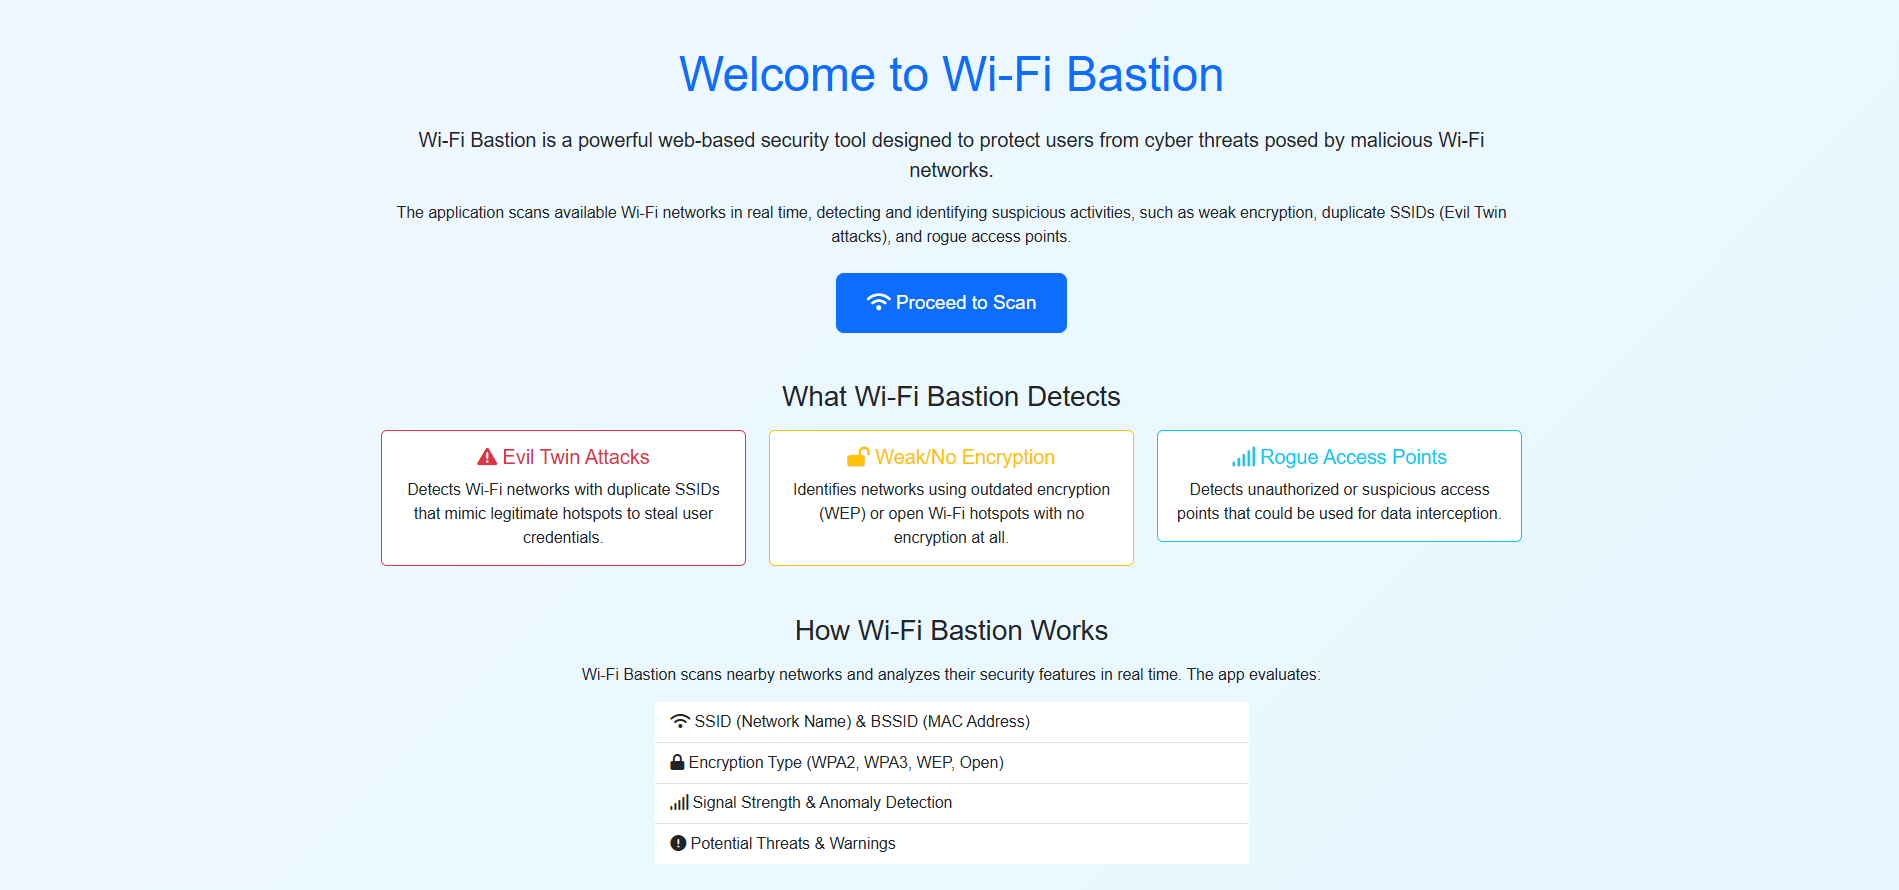 Welcome to Wi-Fi Bastion
Wi-Fi Bastion is a powerful web-based security tool designed to protect users from cyber threats posed by malicious Wi-Fi
networks.
The application scans available Wi-Fi networks in real time, detecting and identifying suspicious activities, such as weak encryption, duplicate SSIDs (Evil Twin
attacks), and rogue access points.
Proceed to Scan
What Wi-Fi Bastion Detects
Evil Twin Attacks
Detects Wi-Fi networks with duplicate SSIDs
that mimic legitimate hotspots to steal user
credentials.
Weak/No Encryption
Identifies networks using outdated encryption
(WEP) or open Wi-Fi hotspots with no
encryption at all.
Rogue Access Points
Detects unauthorized or suspicious access
points that could be used for data interception.
How Wi-Fi Bastion Works
Wi-Fi Bastion scans nearby networks and analyzes their security features in real time. The app evaluates:
SSID (Network Name) & BSSID (MAC Address)
Encryption Type (WPA2, WPA3, WEP, Open)
Signal Strength & Anomaly Detection
Potential Threats & Warnings